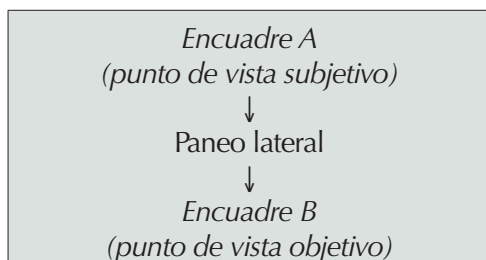 Encuadre A
(punto de vista subjetivo)
↓
Paneo lateral
↓
Encuadre B
(punto de vista objetivo)